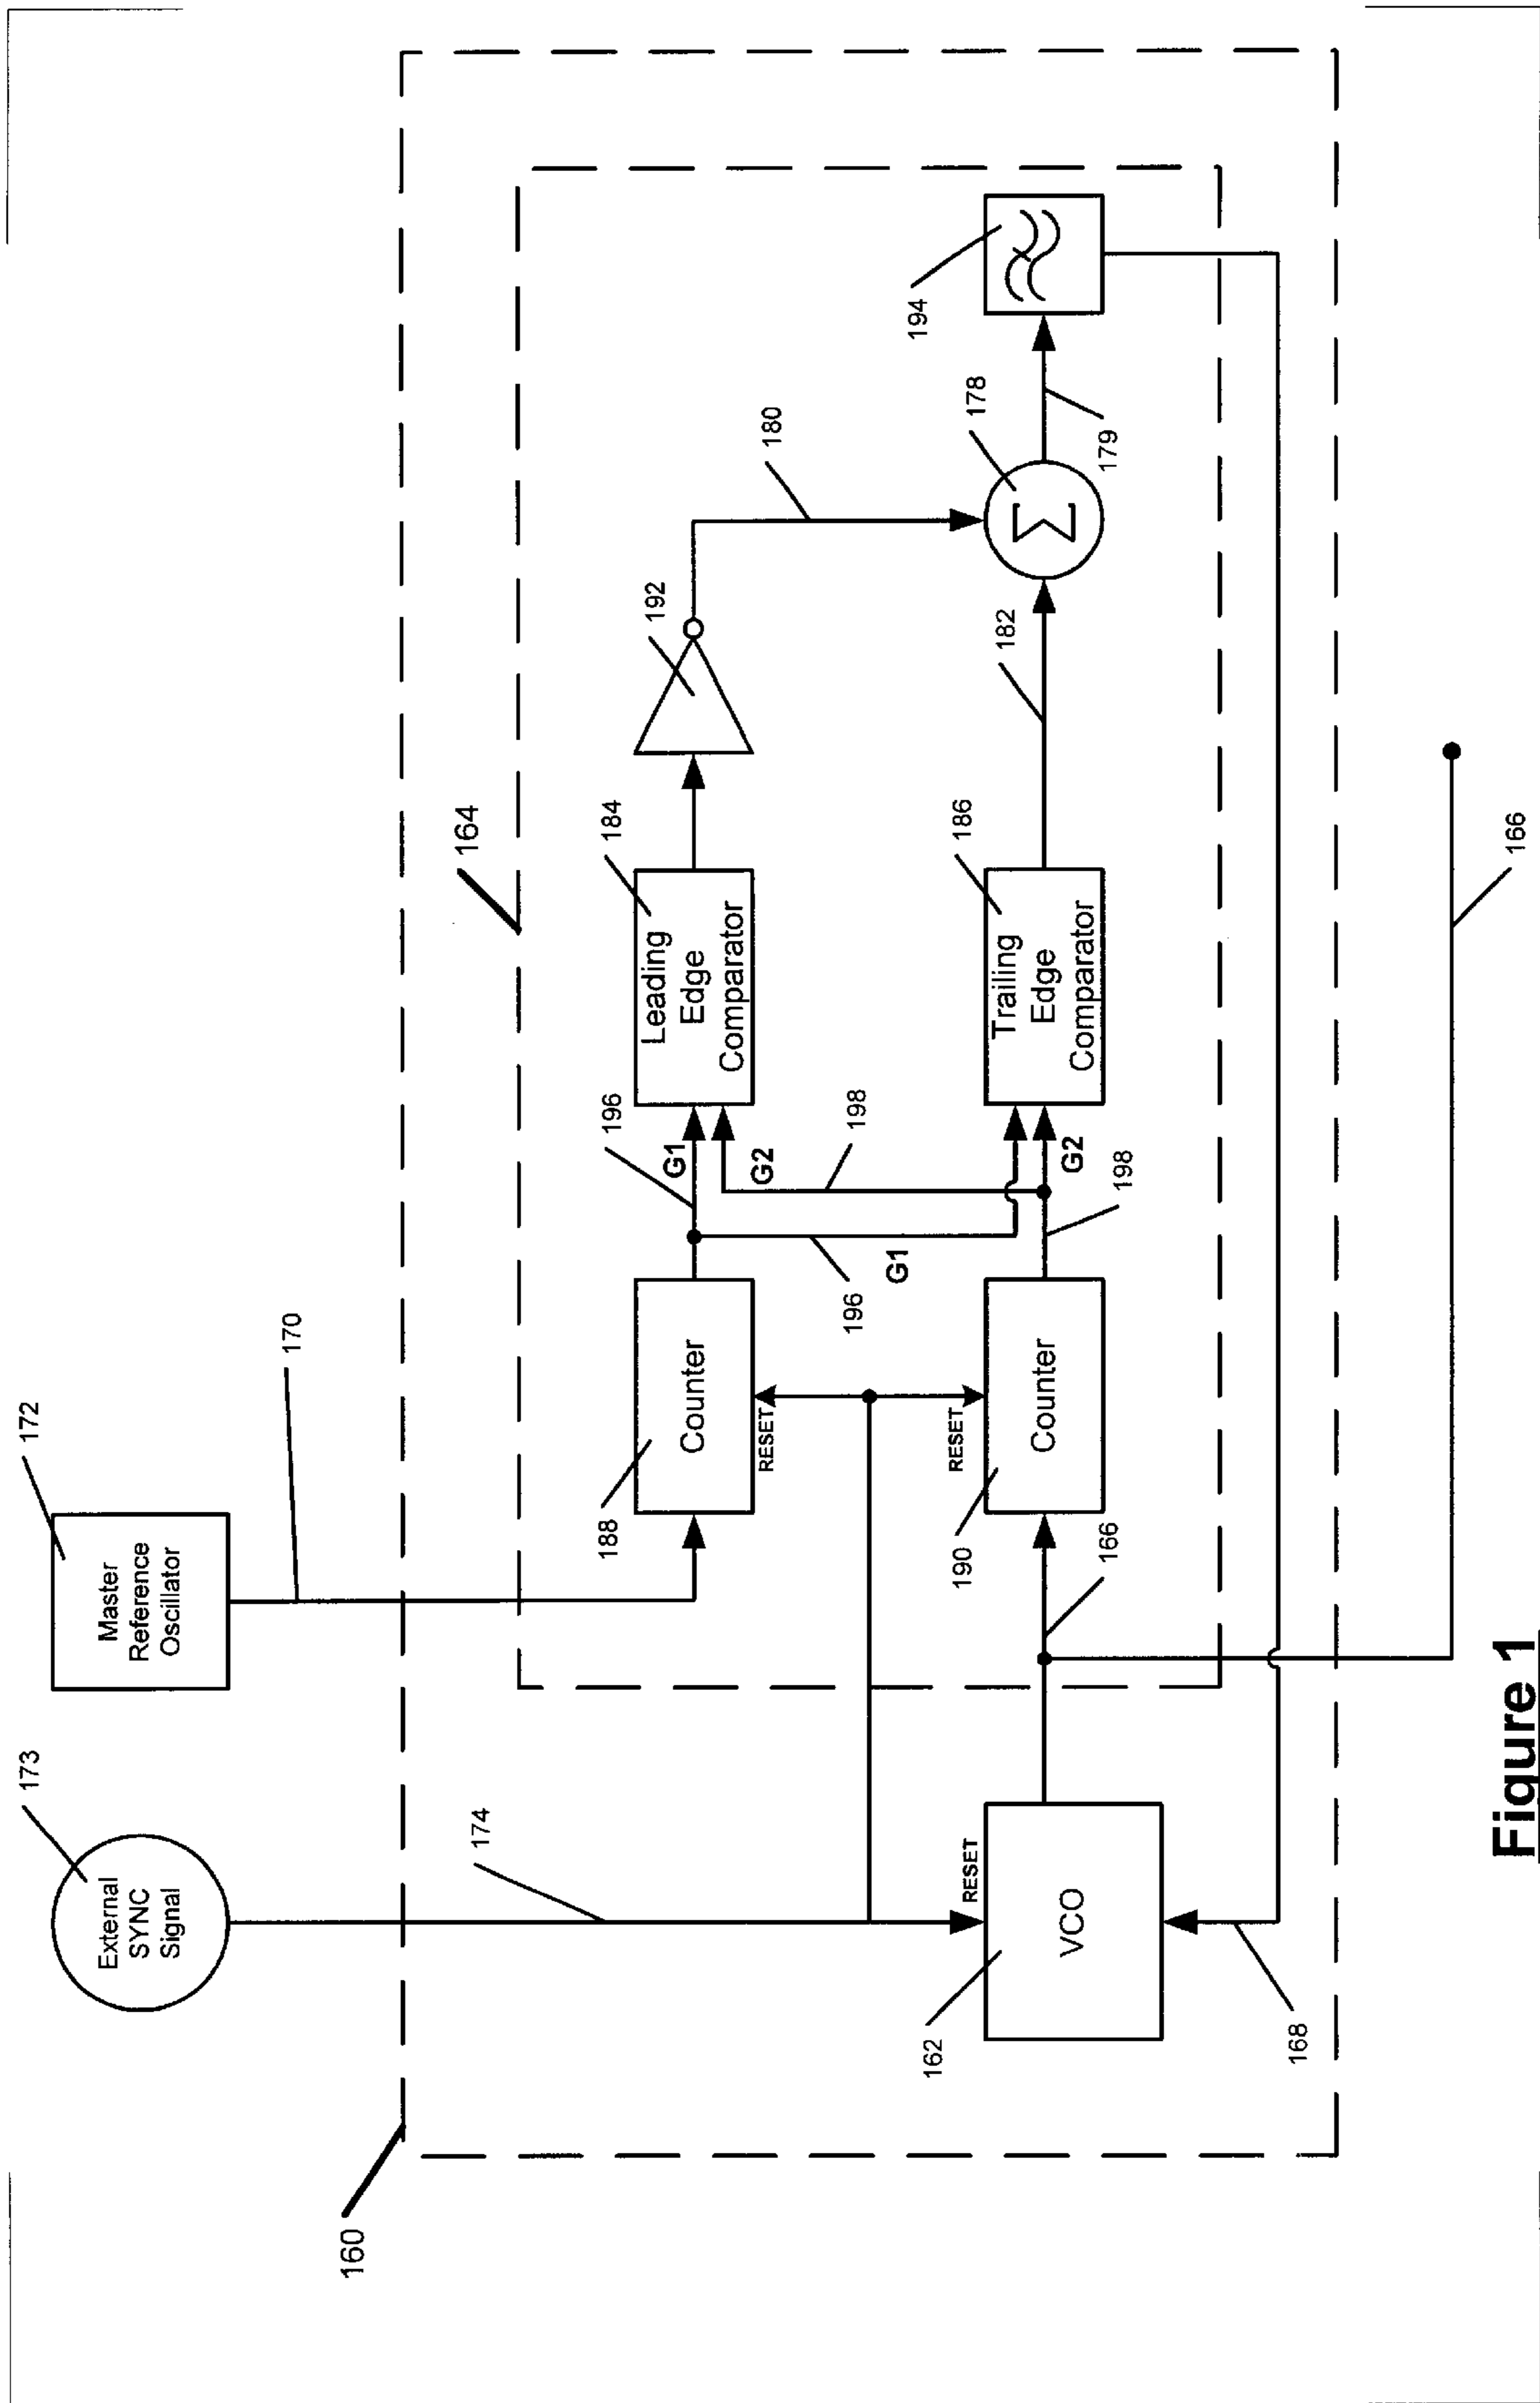 173
External
SYNC
Signal
172
Master
Reference
Oscillator
170
174
160
164
188
Counter
RESET
196
G1
G2
198
196
G1
184
Leading
Edge
Comparator
192
180
RESET
162
VCO
168
166
RESET
190
Counter
198
G2
186
Trailing
Edge
Comparator
182
178
Σ
179
194
166
Figure 1